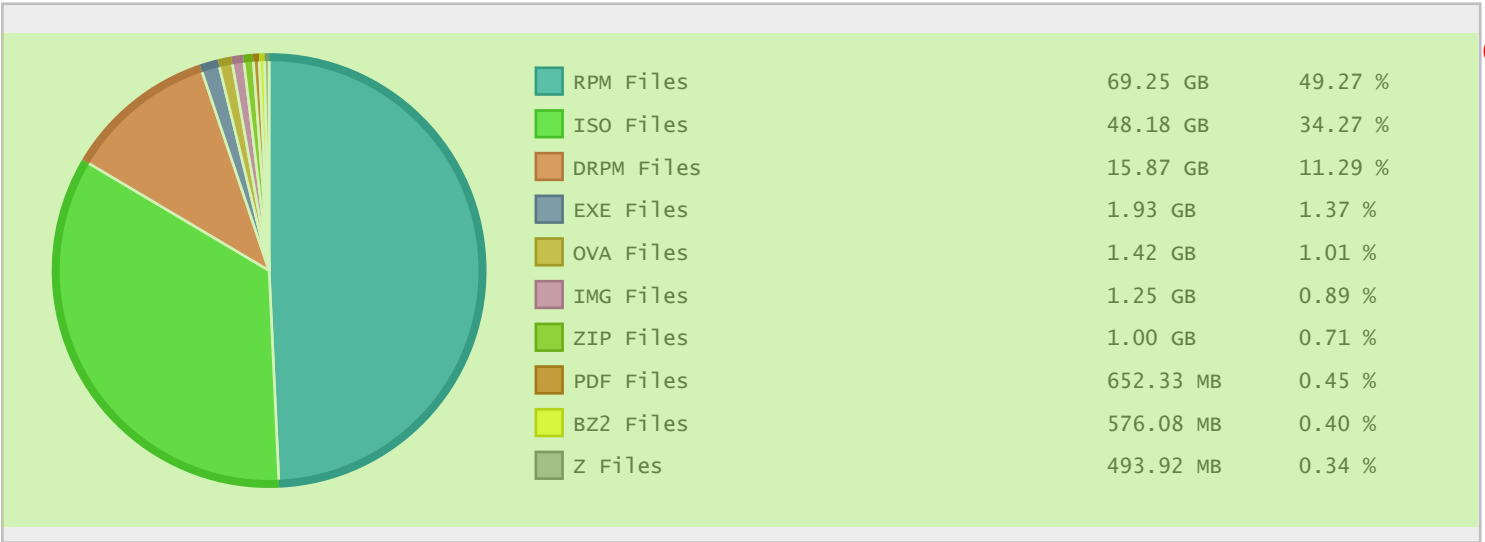 RPM Files 69.25 GB 49.27 %
ISO Files 48.18 GB 34.27 %
DRPM Files 15.87 GB 11.29 %
EXE Files 1.93 GB 1.37 %
OVA Files 1.42 GB 1.01 %
IMG Files 1.25 GB 0.89 %
ZIP Files 1.00 GB 0.71 %
PDF Files 652.33 MB 0.45 %
BZ2 Files 576.08 MB 0.40 %
Z Files 493.92 MB 0.34 %